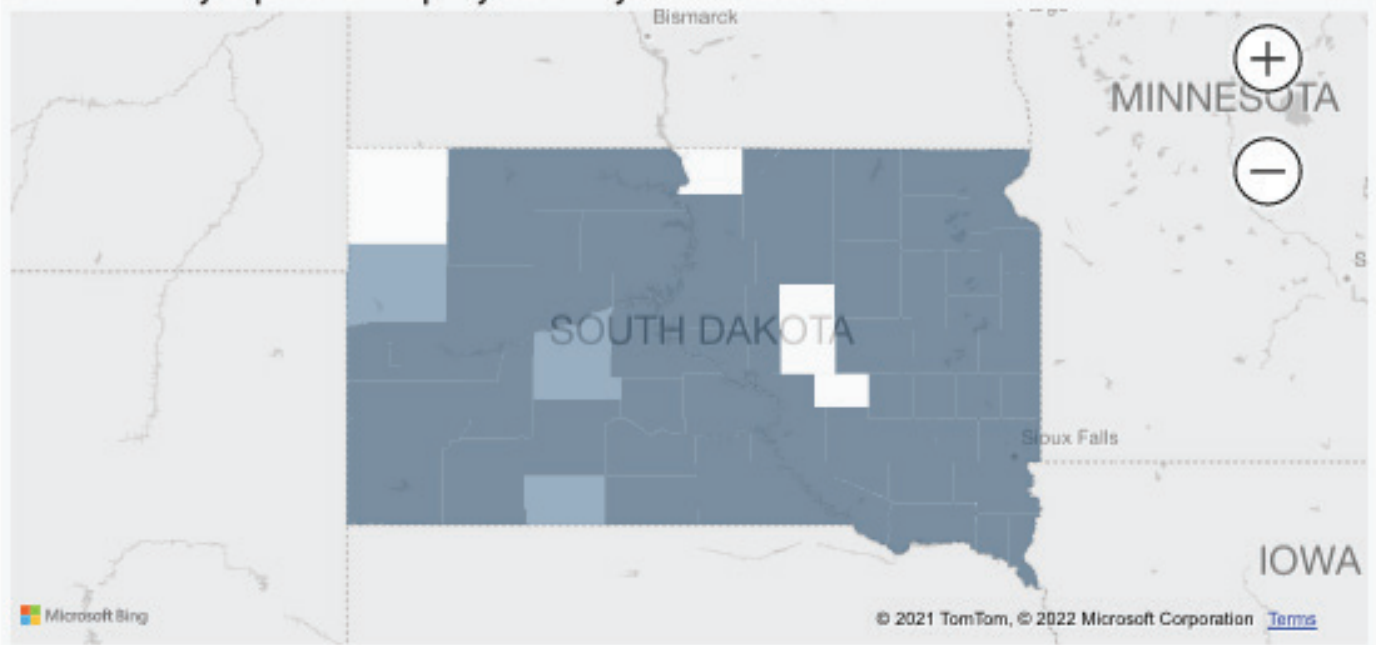 Bismarck
MINNESOTA
SOUTH DAKOTA
Sioux Falls
IOWA
Microsoft Bing
© 2021 TomTom, © 2022 Microsoft Corporation Terms